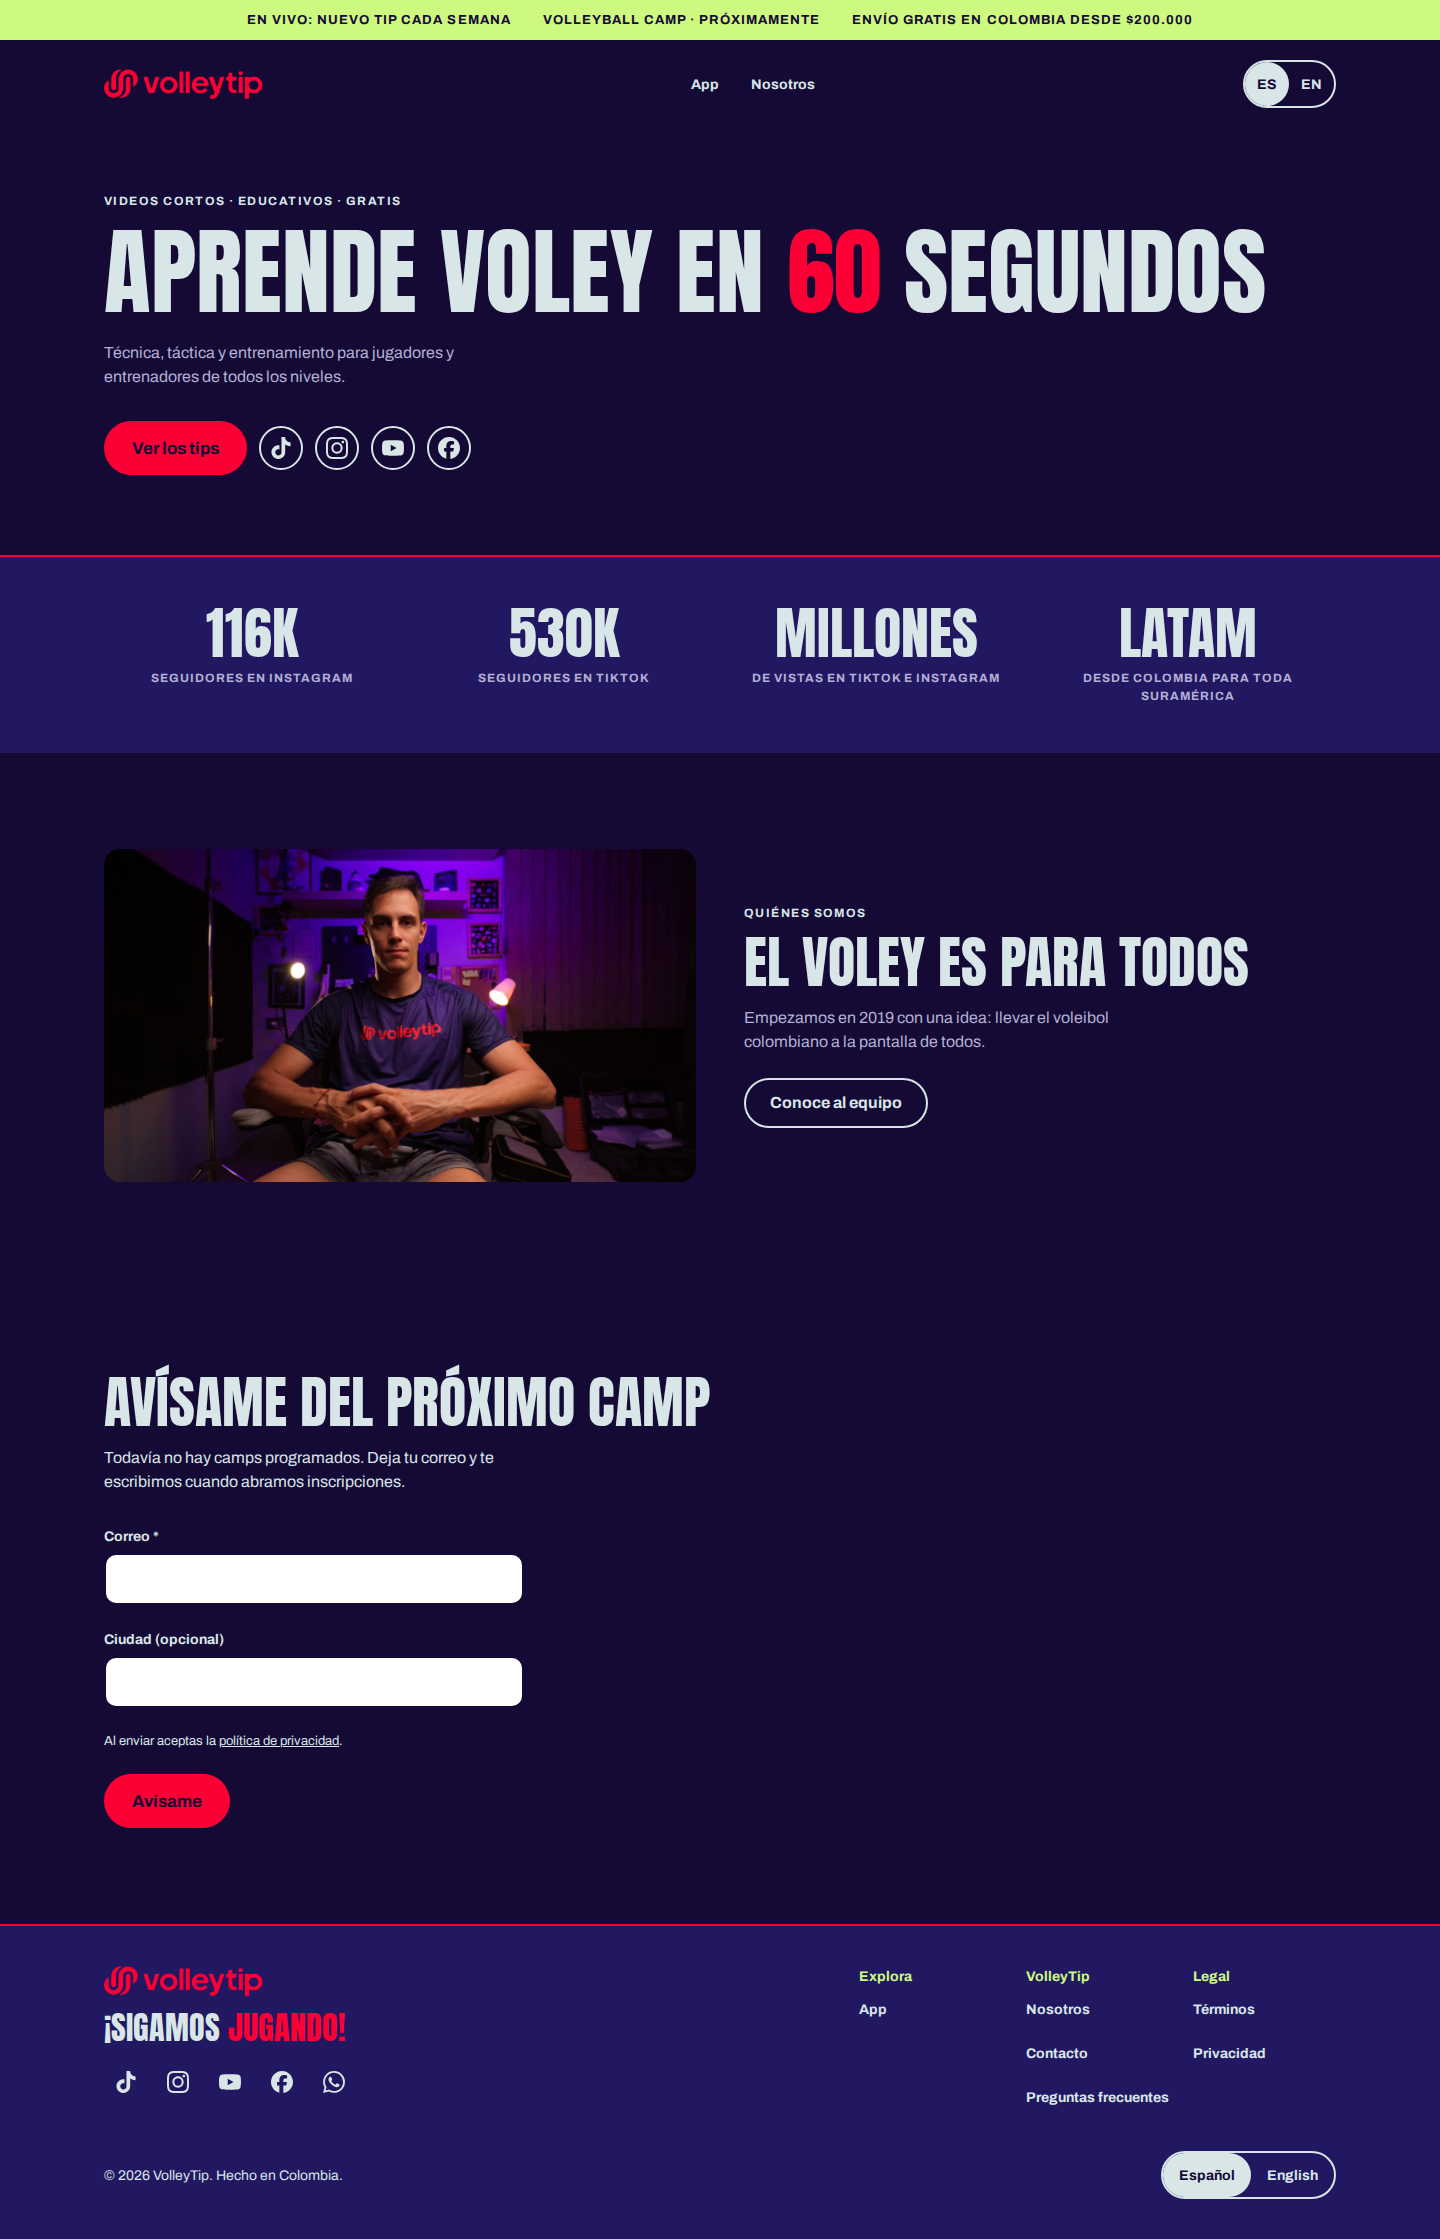 EN VIVO: NUEVO TIP CADA SEMANA VOLLEYBALL CAMP · PRÓXIMAMENTE ENVÍO GRATIS EN COLOMBIA DESDE $200.000
volleytip App Nosotros ES EN
VIDEOS CORTOS · EDUCATIVOS · GRATIS
APRENDE VOLEY EN 60 SEGUNDOS
Técnica, táctica y entrenamiento para jugadores y
entrenadores de todos los niveles.
Ver los tips
116K
SEGUIDORES EN INSTAGRAM
530K
SEGUIDORES EN TIKTOK
MILLONES
DE VISTAS EN TIKTOK E INSTAGRAM
LATAM
DESDE COLOMBIA PARA TODA
SURAMÉRICA
volleytip
QUIÉNES SOMOS
EL VOLEY ES PARA TODOS
Empezamos en 2019 con una idea: llevar el voleibol
colombiano a la pantalla de todos.
Conoce al equipo
AVÍSAME DEL PRÓXIMO CAMP
Todavía no hay camps programados. Deja tu correo y te
escribimos cuando abramos inscripciones.
Correo *
Ciudad (opcional)
Al enviar aceptas la política de privacidad.
Avísame
volleytip
¡SIGAMOS JUGANDO!
Explora
App
VolleyTip
Nosotros
Contacto
Preguntas frecuentes
Legal
Términos
Privacidad
© 2026 VolleyTip. Hecho en Colombia.
Español English